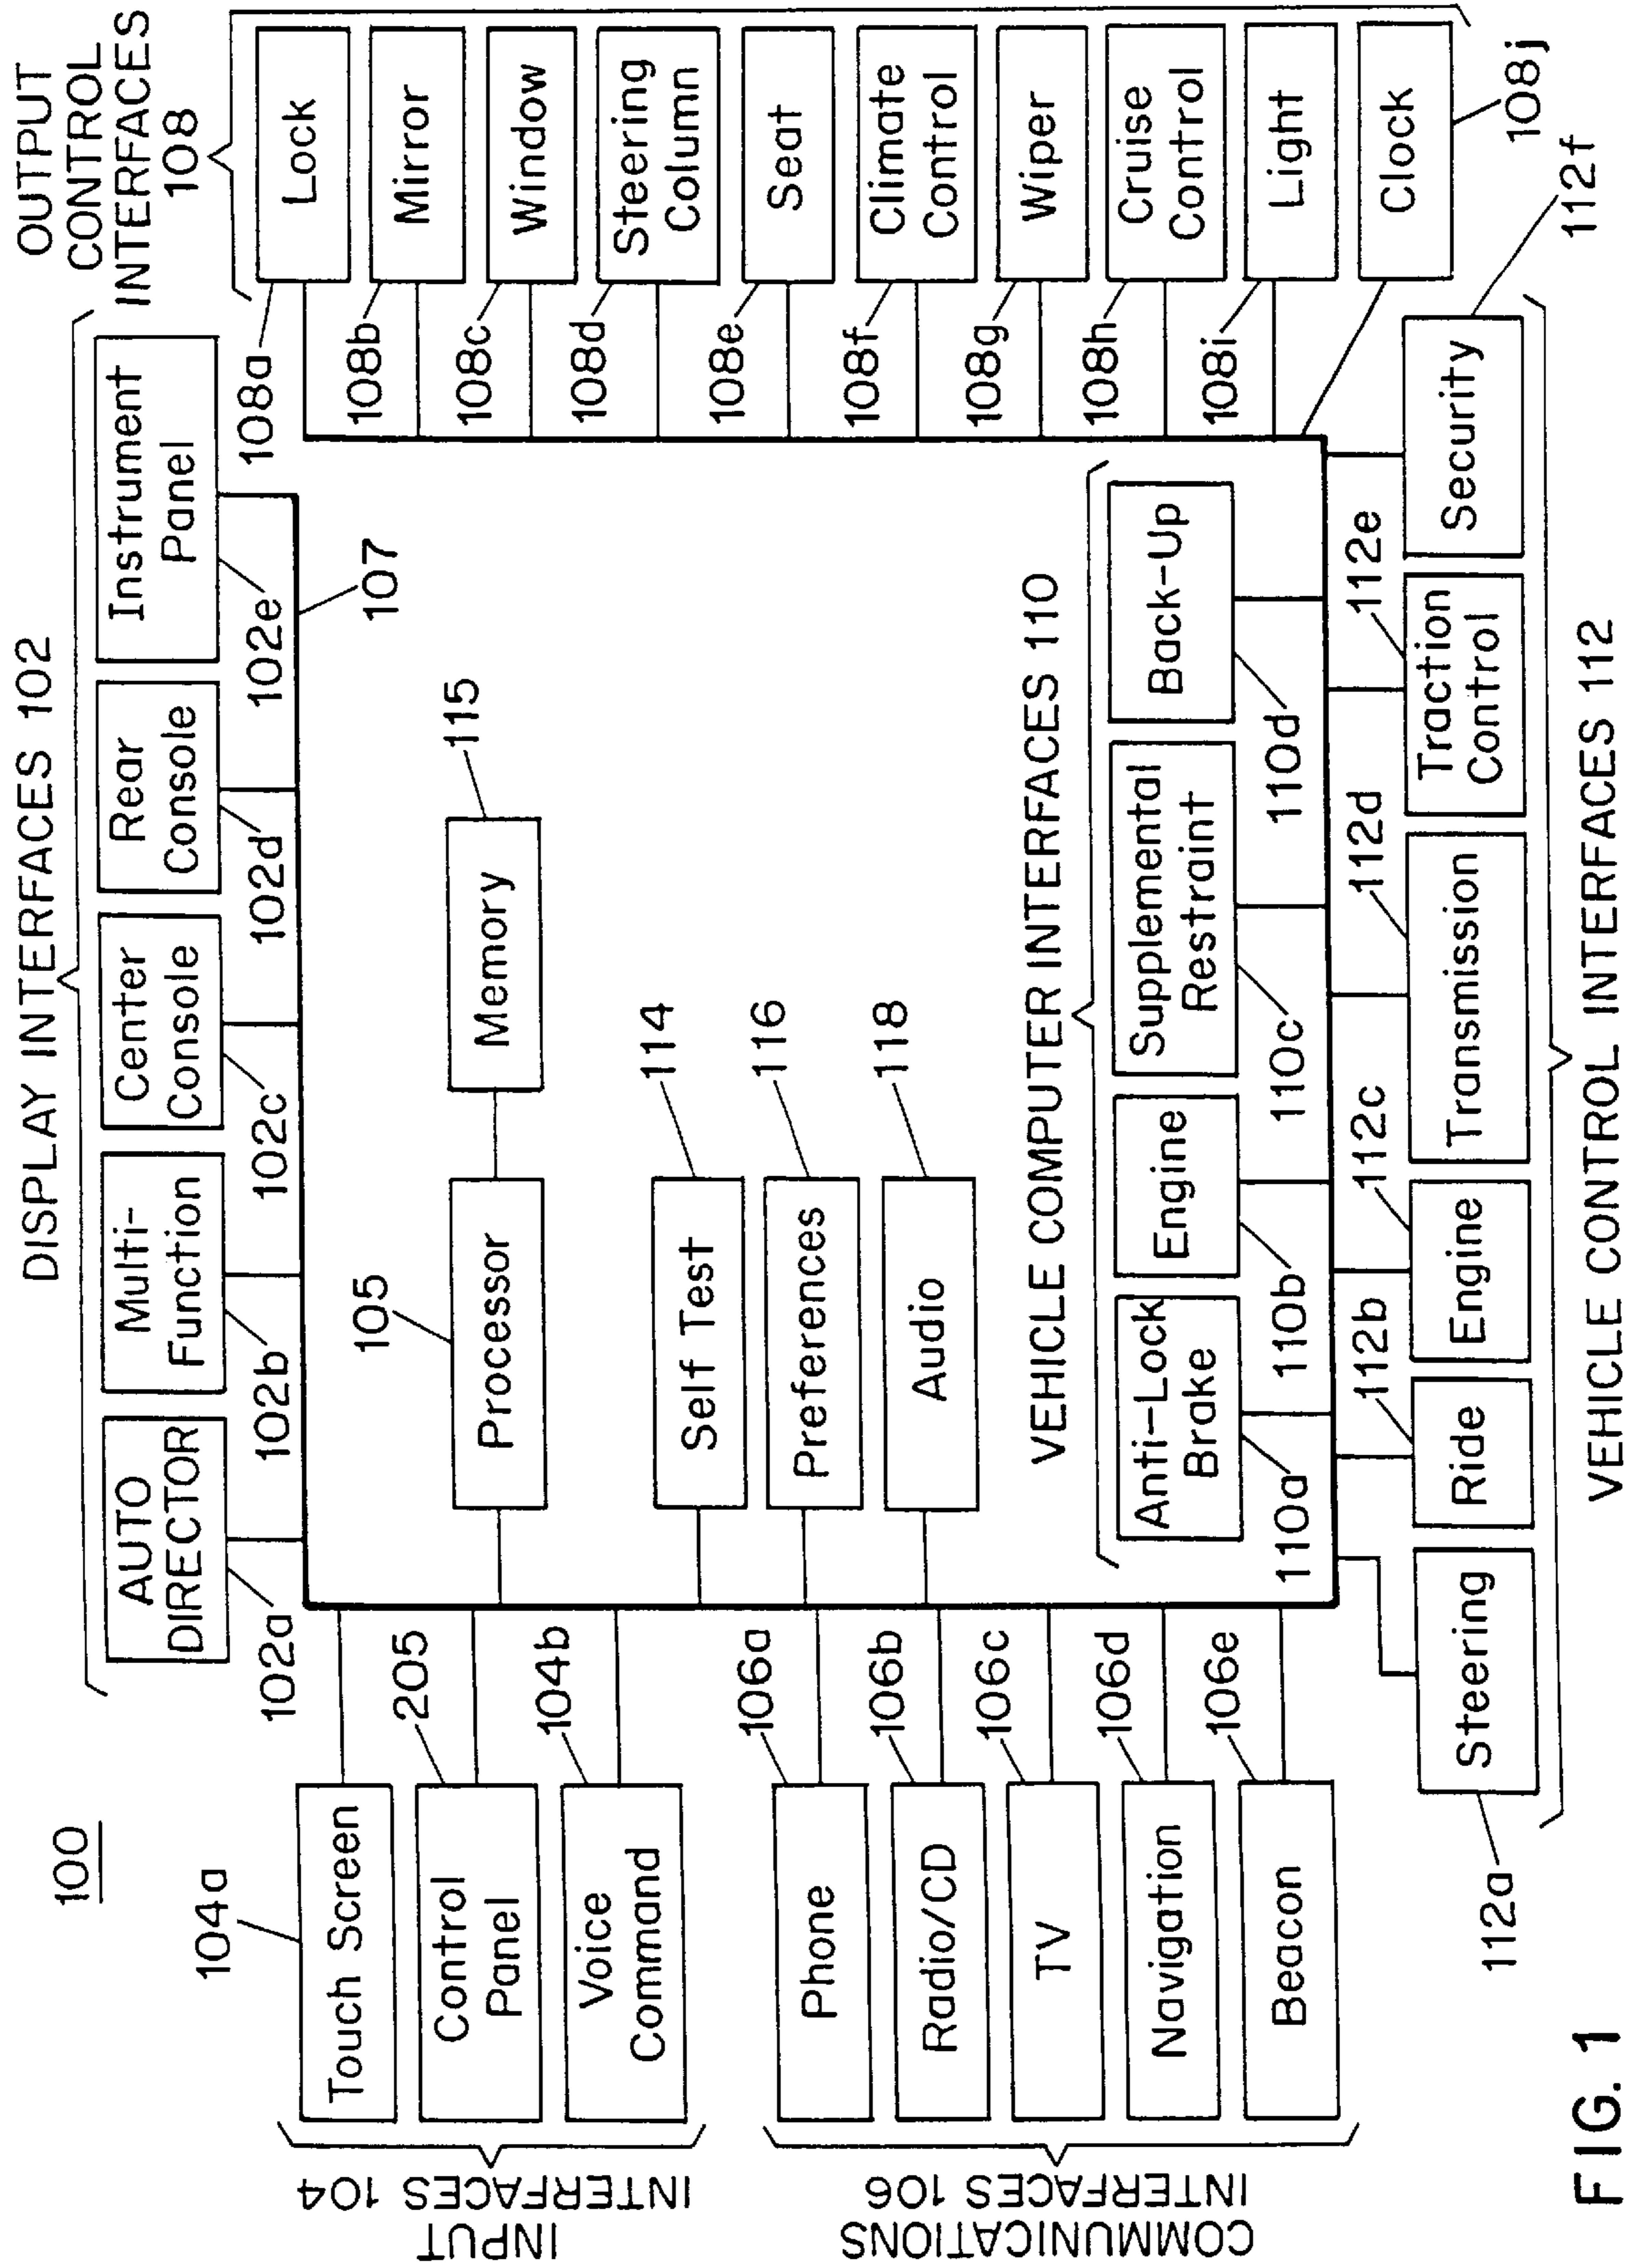 100
DISPLAY INTERFACES 102
AUTO
DIRECTOR
102a
Multi-
Function
102b
Center
Console
102c
Rear
Console
102d
Instrument
Panel
102e
107
OUTPUT
CONTROL
INTERFACES
108
Lock
108a
Mirror
108b
Window
108c
Steering
Column
108d
Seat
108e
Climate
Control
108f
Wiper
108g
Cruise
Control
108h
Light
108i
Clock
108j
INPUT
INTERFACES 104
104a
Touch Screen
205
Control
Panel
104b
Voice
Command
COMMUNICATIONS
INTERFACES 106
106a
Phone
106b
Radio/CD
106c
TV
106d
Navigation
106e
Beacon
105
Processor
Memory
115
Self Test
114
Preferences
116
Audio
118
VEHICLE COMPUTER INTERFACES 110
Anti-Lock
Brake
110a
Engine
110b
Supplemental
Restraint
110c
Back-Up
110d
Steering
112a
Ride
112b
Engine
112c
Transmission
112d
Traction
Control
112e
Security
112f
VEHICLE CONTROL INTERFACES 112
FIG. 1